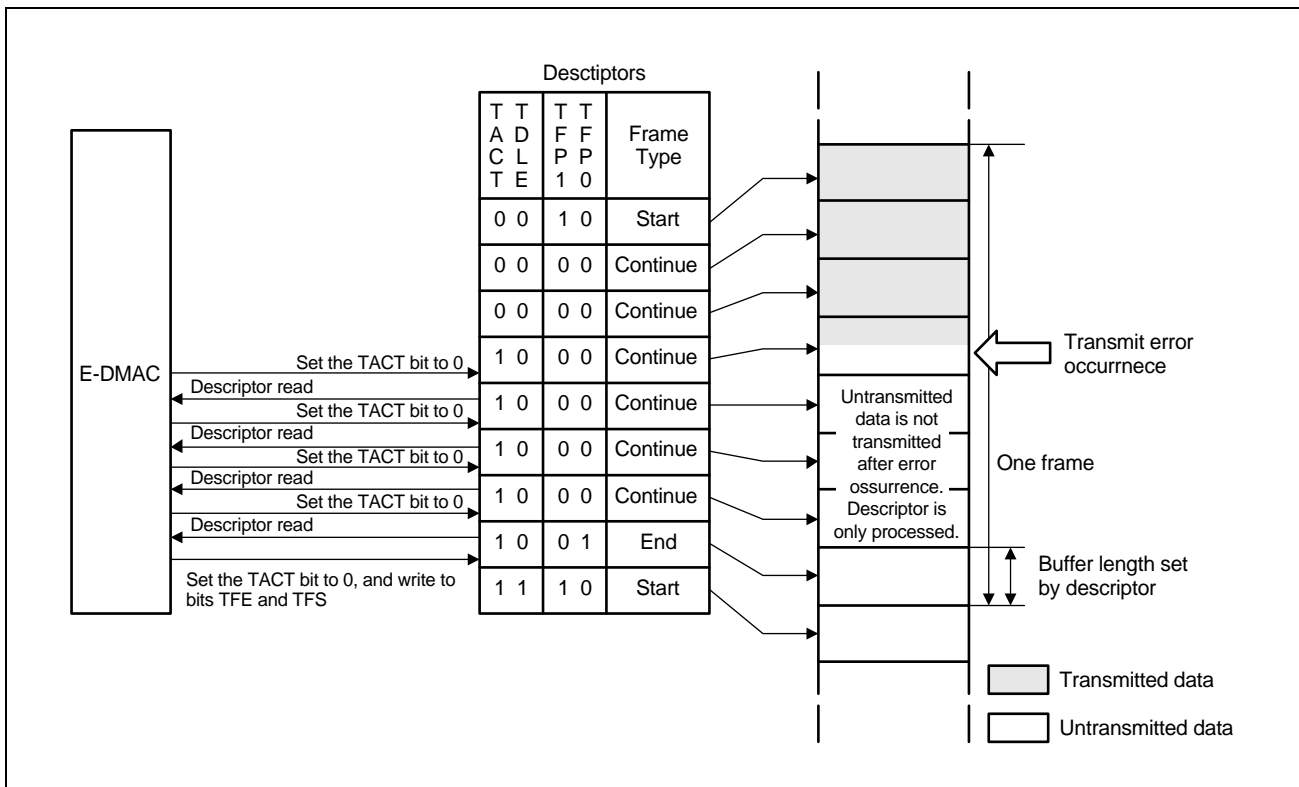 Desctiptors
T T T T
A D F F Frame
C L P P Type
T E 1 0
0 0 1 0 Start
0 0 0 0 Continue
0 0 0 0 Continue
1 0 0 0 Continue
1 0 0 0 Continue
1 0 0 0 Continue
1 0 0 0 Continue
1 0 0 1 End
1 1 1 0 Start
E-DMAC
Set the TACT bit to 0
Descriptor read
Set the TACT bit to 0
Descriptor read
Set the TACT bit to 0
Descriptor read
Set the TACT bit to 0
Descriptor read
Set the TACT bit to 0, and write to
bits TFE and TFS
Transmit error
occurrnece
Untransmitted
data is not
transmitted
after error
ossurrence.
Descriptor is
only processed.
One frame
Buffer length set
by descriptor
Transmitted data
Untransmitted data